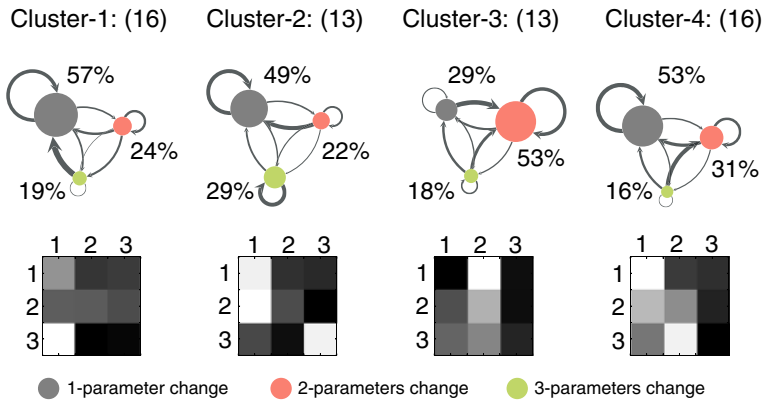 Cluster-1: (16) Cluster-2: (13) Cluster-3: (13) Cluster-4: (16)
57% 49% 29% 53%
24% 22% 53% 31%
19% 29% 18% 16%
1 2 3 1 2 3 1 2 3 1 2 3
1 1 1 1
2 2 2 2
3 3 3 3
1-parameter change 2-parameters change 3-parameters change